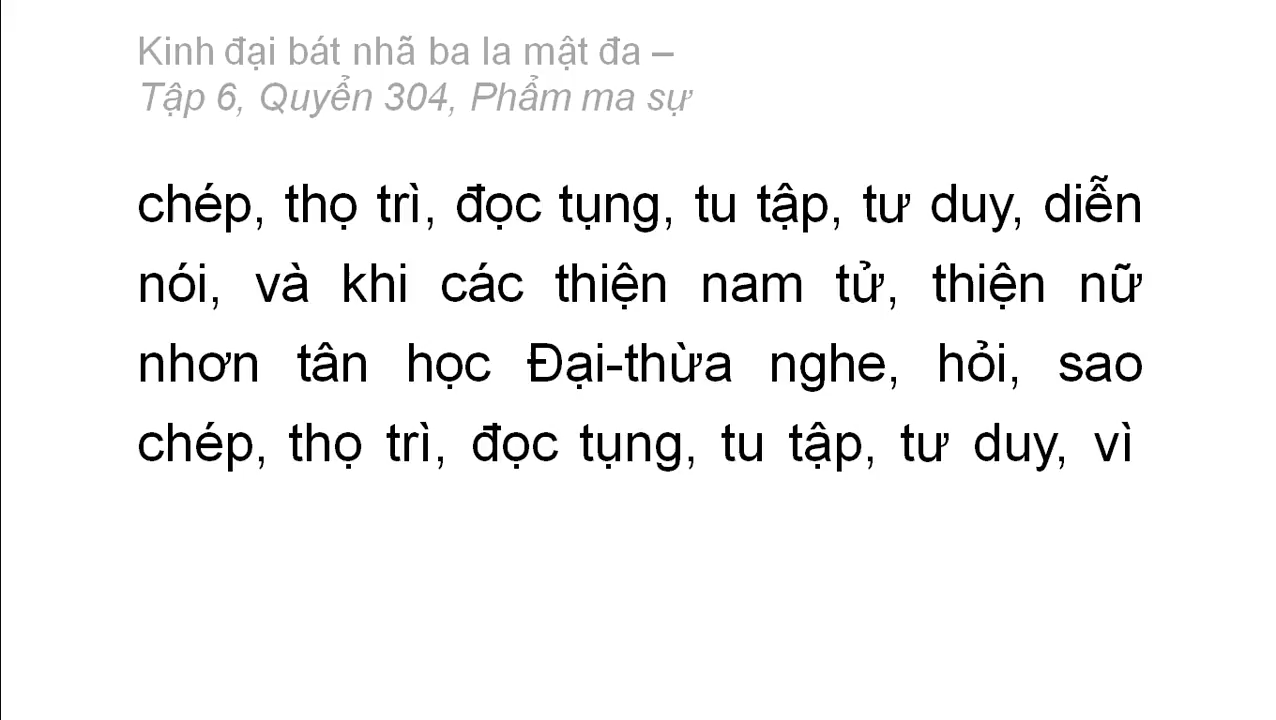 Kinh đại bát nhã ba la mật đa –
Tập 6, Quyển 304, Phẩm ma sự
chép, thọ trì, đọc tụng, tu tập, tư duy, diễn
nói, và khi các thiện nam tử, thiện nữ
nhơn tân học Đại-thừa nghe, hỏi, sao
chép, thọ trì, đọc tụng, tu tập, tư duy, vì